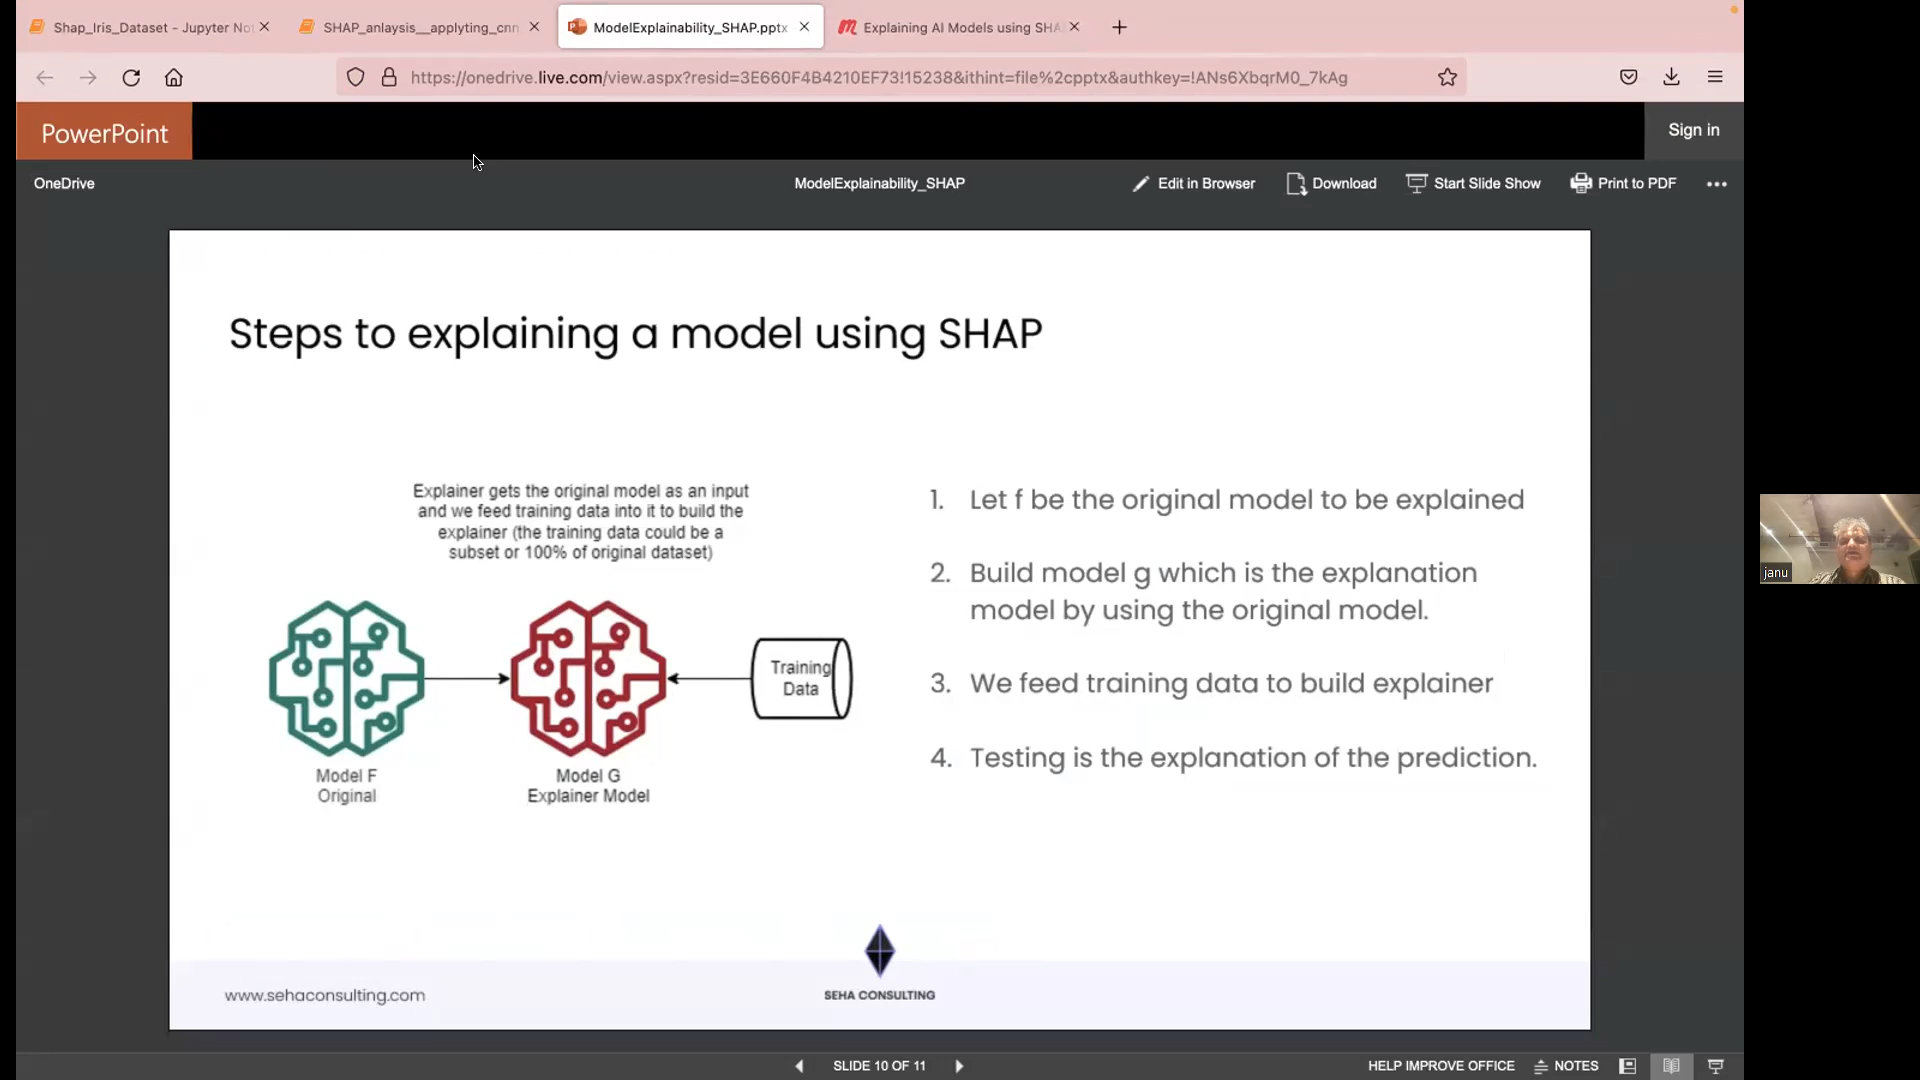 Shap_Iris_Dataset - Jupyter No
SHAP_anlaysis__applyting_cnn
ModelExplainability_SHAP.pptx
Explaining AI Models using SHA
https://onedrive.live.com/view.aspx?resid=3E660F4B4210EF73!15238&ithint=file%2cpptx&authkey=!ANs6XbqrM0_7kAg
PowerPoint
Sign in
OneDrive
ModelExplainability_SHAP
Edit in Browser
Download
Start Slide Show
Print to PDF
Steps to explaining a model using SHAP
Explainer gets the original model as an input
and we feed training data into it to build the
explainer (the training data could be a
subset or 100% of original dataset)
Training
Data
Model F
Original
Model G
Explainer Model
1. Let f be the original model to be explained
2. Build model g which is the explanation
model by using the original model.
3. We feed training data to build explainer
4. Testing is the explanation of the prediction.
www.sehaconsulting.com
SEHA CONSULTING
janu
SLIDE 10 OF 11
HELP IMPROVE OFFICE
NOTES